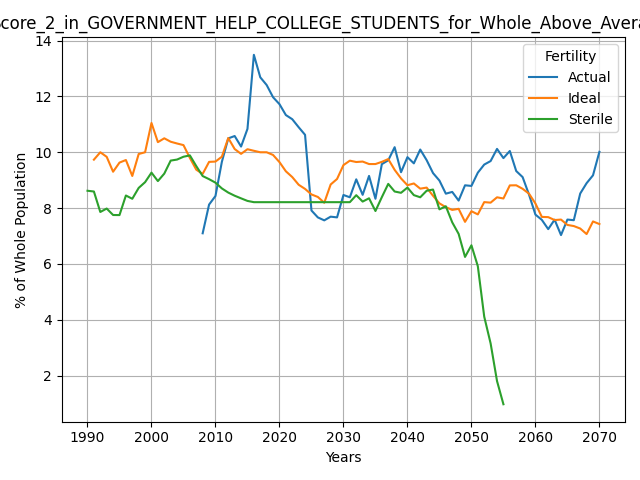 core_2_in_GOVERNMENT_HELP_COLLEGE_STUDENTS_for_Whole_Above_Avera
Fertility
Actual
Ideal
Sterile
% of Whole Population
14
12
10
8
6
4
2
1990 2000 2010 2020 2030 2040 2050 2060 2070
Years